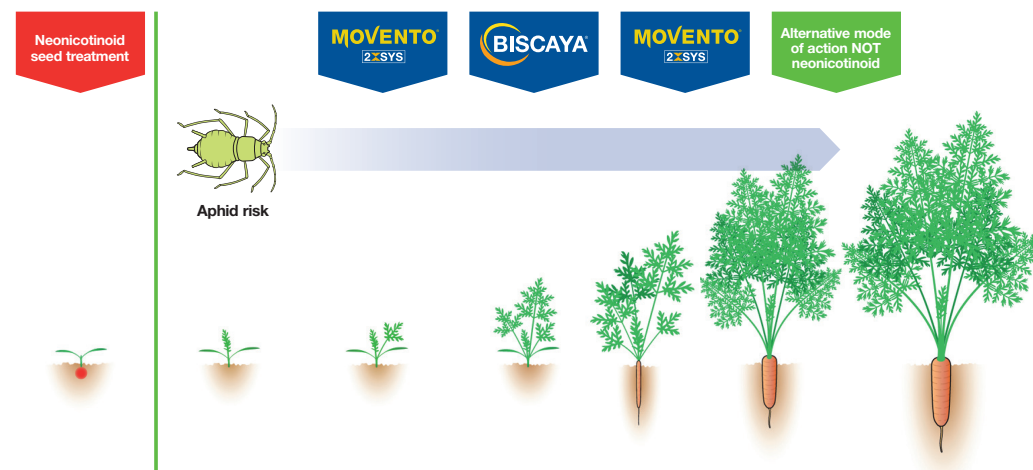 Neonicotinoid
seed treatment
MOVENTO®
2XSYS
BISCAYA®
MOVENTO®
2XSYS
Alternative mode
of action NOT
neonicotinoid
Aphid risk